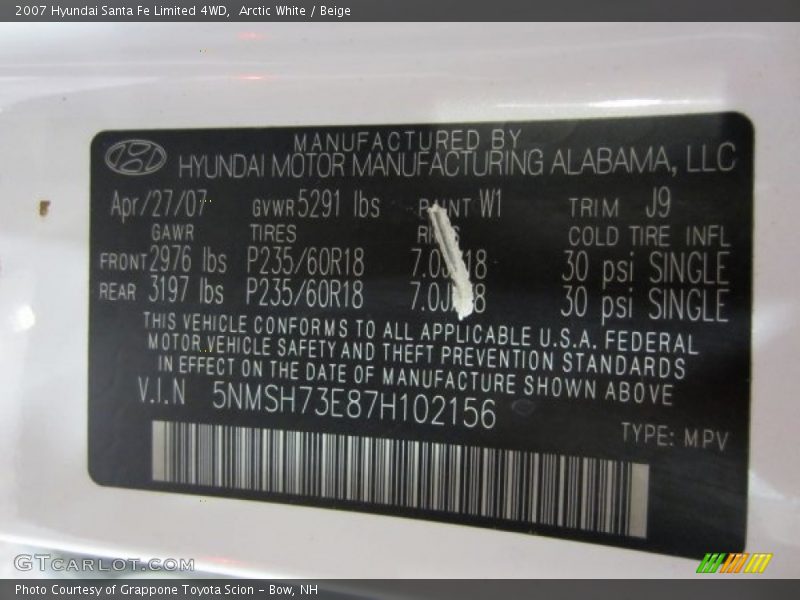 2007 Hyundai Santa Fe Limited 4WD, Arctic White / Beige
MANUFACTURED BY
HYUNDAI MOTOR MANUFACTURING ALABAMA, LLC
Apr/27/07 GVWR 5291 lbs PAINT W1 TRIM J9
GAWR TIRES COLD TIRE INFL
FRONT 2976 lbs P235/60R18 30 psi SINGLE
REAR 3197 lbs P235/60R18 30 psi SINGLE
THIS VEHICLE CONFORMS TO ALL APPLICABLE U.S.A. FEDERAL
MOTOR VEHICLE SAFETY AND THEFT PREVENTION STANDARDS
IN EFFECT ON THE DATE OF MANUFACTURE SHOWN ABOVE
V.I.N 5NMSH73E87H102156
TYPE: MPV
GTCARLOT.COM
Photo Courtesy of Grappone Toyota Scion - Bow, NH